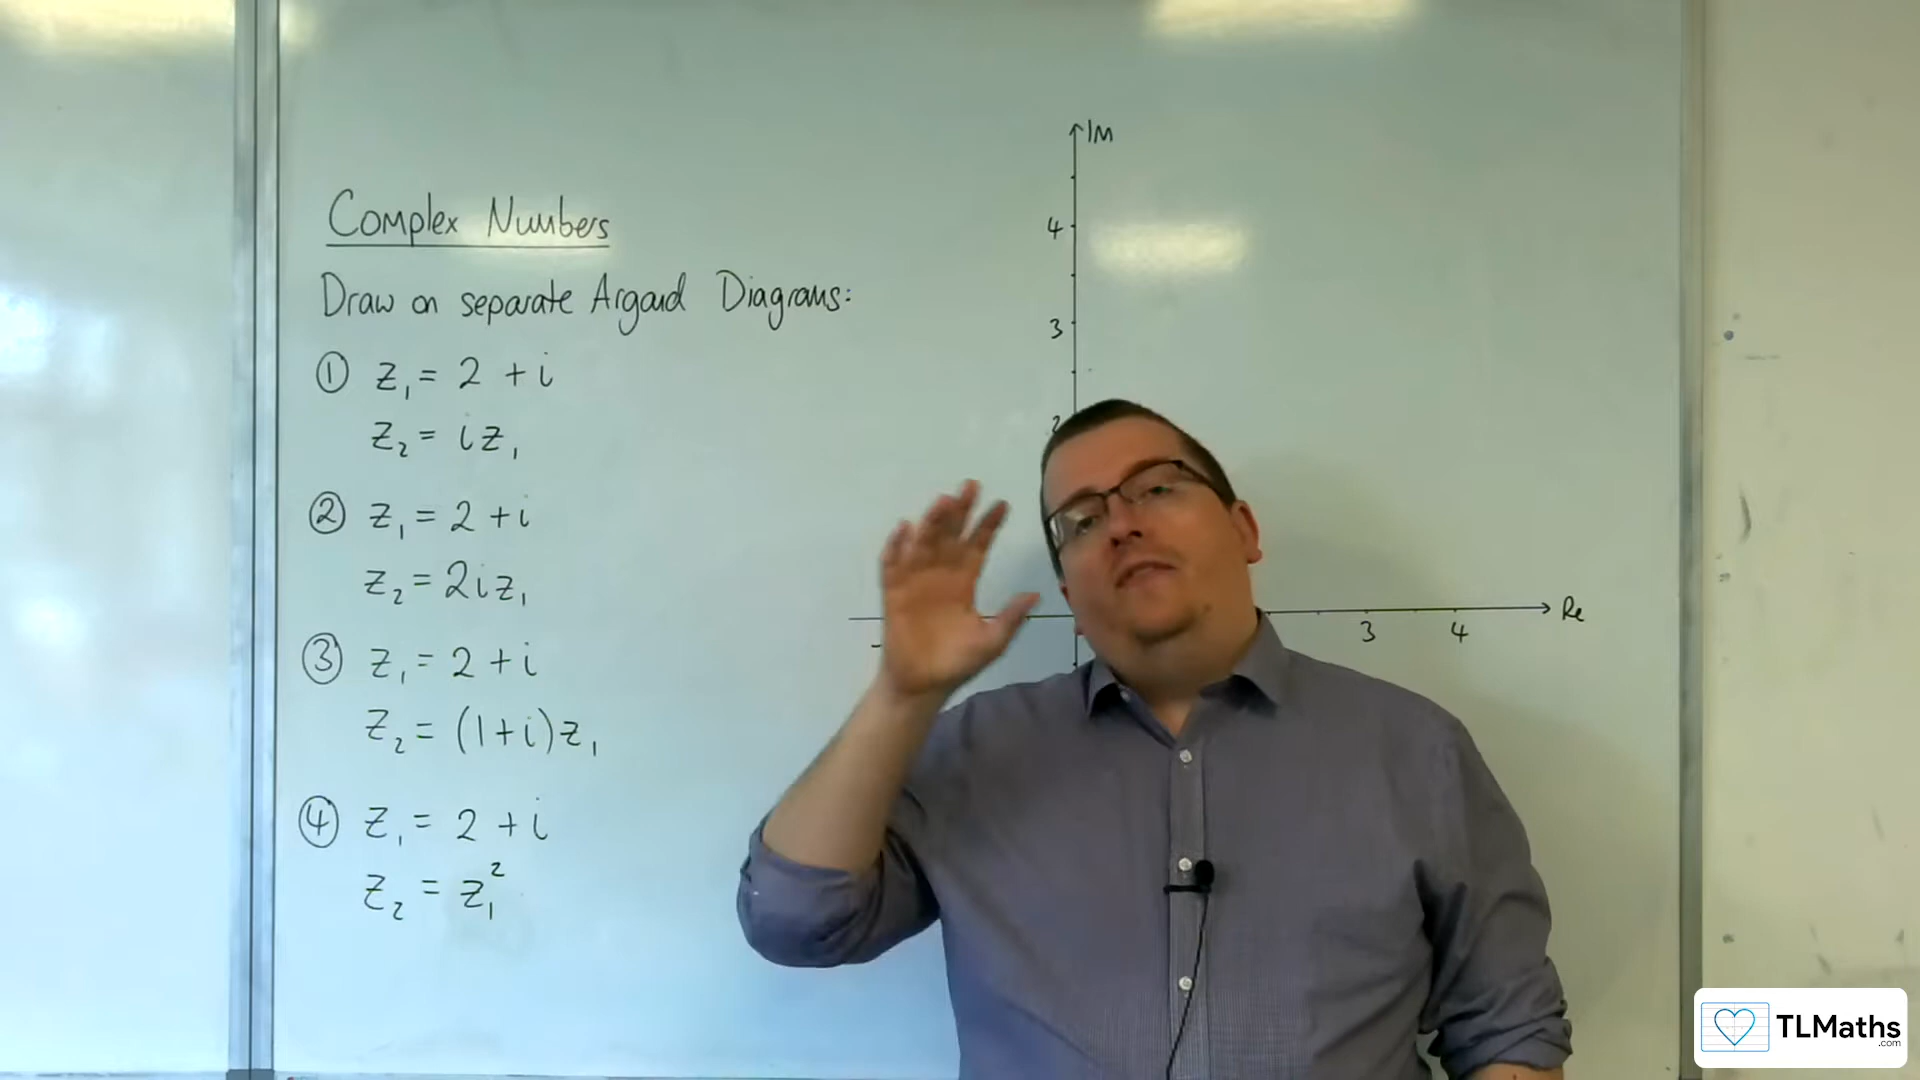 Complex Numbers
Draw on separate Argand Diagrams:
① z₁ = 2 + i
z₂ = i z₁
② z₁ = 2 + i
z₂ = 2 i z₁
③ z₁ = 2 + i
z₂ = (1 + i) z₁
④ z₁ = 2 + i
z₂ = z₁²
Im
4
3
2
3 4
Re
TLMaths
.com